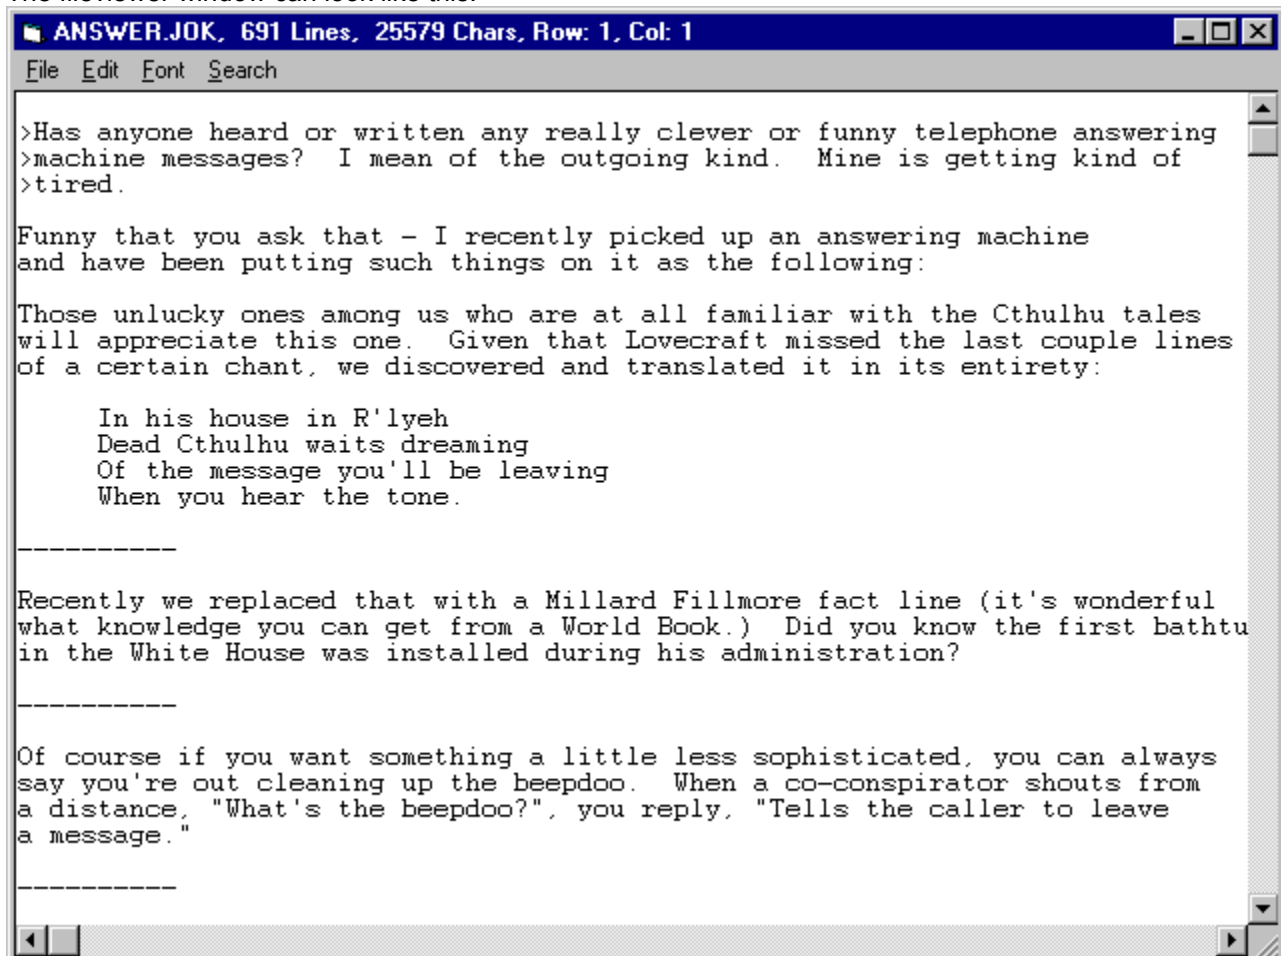 The fileviewer window can look like this:
ANSWER.JOK, 691 Lines, 25579 Chars, Row: 1, Col: 1
File Edit Font Search
>Has anyone heard or written any really clever or funny telephone answering
>machine messages?  I mean of the outgoing kind.  Mine is getting kind of
>tired.
Funny that you ask that - I recently picked up an answering machine
and have been putting such things on it as the following:
Those unlucky ones among us who are at all familiar with the Cthulhu tales
will appreciate this one.  Given that Lovecraft missed the last couple lines
of a certain chant, we discovered and translated it in its entirety:
In his house in R'lyeh
Dead Cthulhu waits dreaming
Of the message you'll be leaving
When you hear the tone.
----------
Recently we replaced that with a Millard Fillmore fact line (it's wonderful
what knowledge you can get from a World Book.)  Did you know the first bathtu
in the White House was installed during his administration?
----------
Of course if you want something a little less sophisticated, you can always
say you're out cleaning up the beepdoo.  When a co-conspirator shouts from
a distance, "What's the beepdoo?", you reply, "Tells the caller to leave
a message."
----------